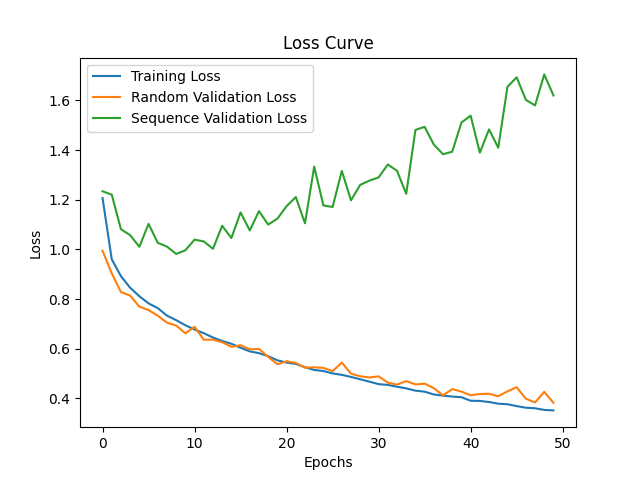 Loss Curve
Training Loss
Random Validation Loss
Sequence Validation Loss
Loss
1.6
1.4
1.2
1.0
0.8
0.6
0.4
0 10 20 30 40 50
Epochs